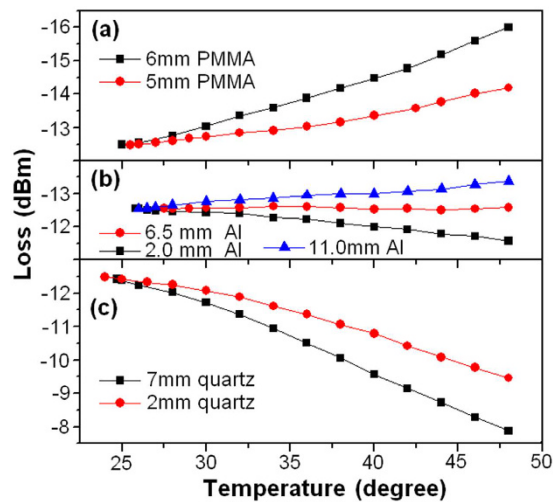 (a)
6mm PMMA
5mm PMMA
-16
-15
-14
-13
(b)
-13
-12
6.5 mm Al
2.0 mm Al
11.0mm Al
(c)
-12
-11
-10
-9
-8
7mm quartz
2mm quartz
25 30 35 40 45 50
Loss (dBm)
Temperature (degree)